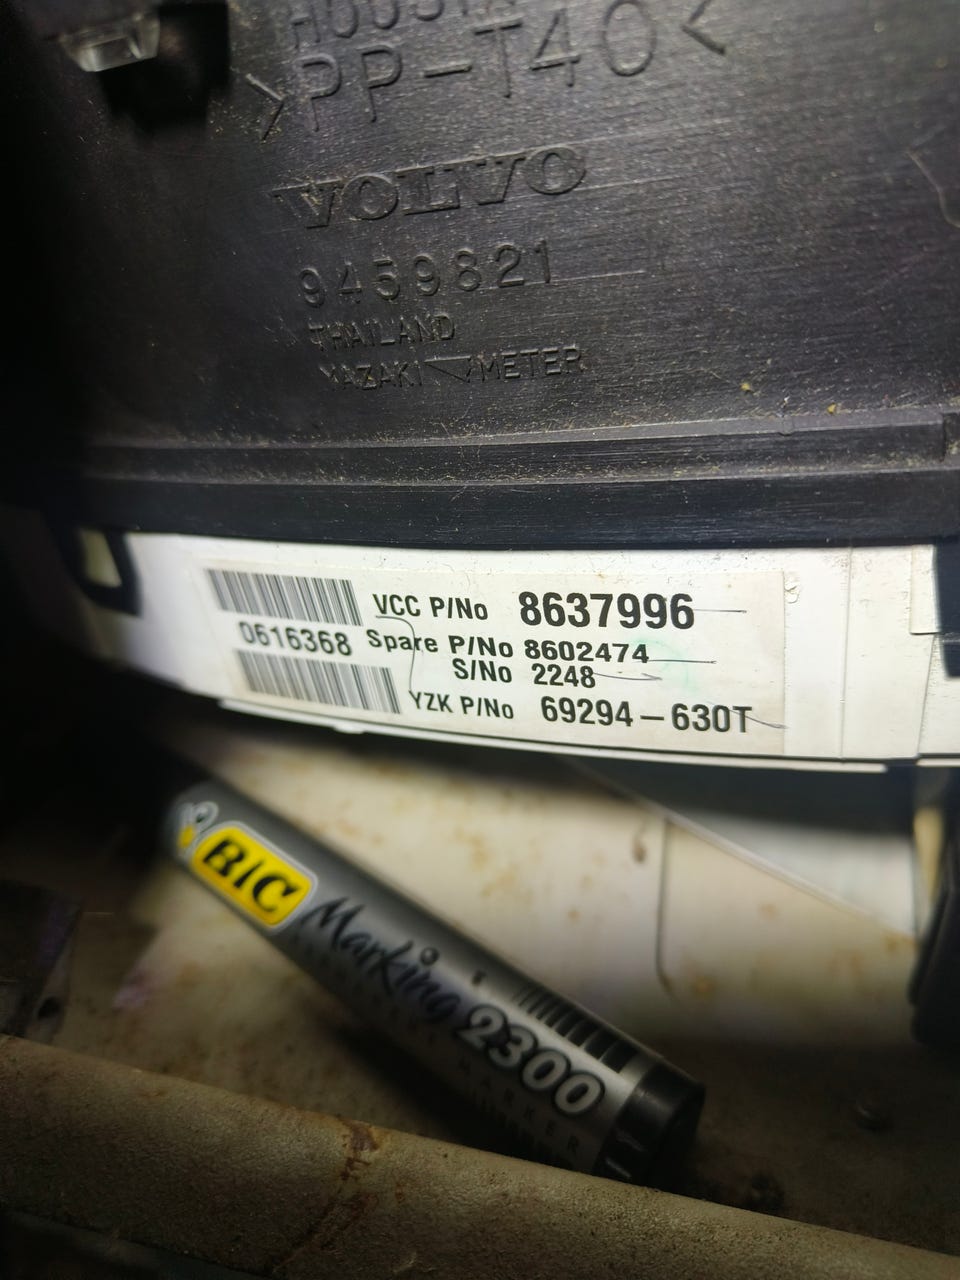 >PP-T40<
VOLVO
9459821
THAILAND
YAZAKI METER
VCC P/No 8637996
0616368
Spare P/No 8602474
S/No 2248
YZK P/No 69294-630T
BIC Marking 2300
MARKER